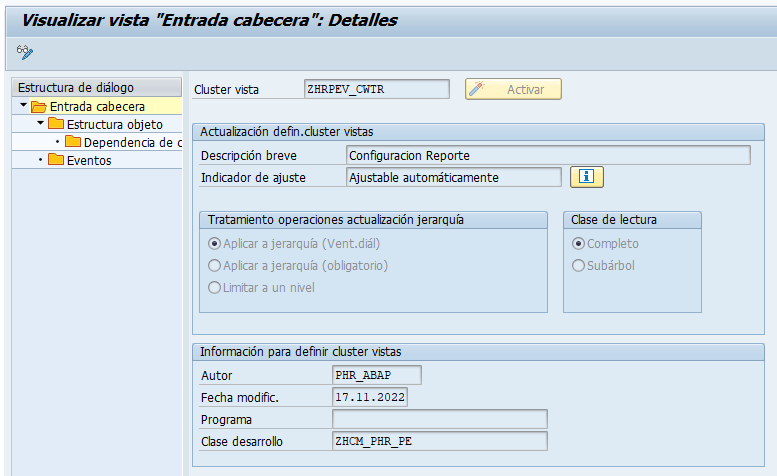 Visualizar vista "Entrada cabecera": Detalles
Estructura de diálogo
Entrada cabecera
Estructura objeto
Dependencia de c
Eventos
Cluster vista ZHRPEV_CWTR Activar
Actualización defin.cluster vistas
Descripción breve Configuracion Reporte
Indicador de ajuste Ajustable automáticamente
Tratamiento operaciones actualización jerarquía
Aplicar a jerarquía (Vent.diál)
Aplicar a jerarquía (obligatorio)
Limitar a un nivel
Clase de lectura
Completo
Subárbol
Información para definir cluster vistas
Autor PHR_ABAP
Fecha modific. 17.11.2022
Programa
Clase desarrollo ZHCM_PHR_PE